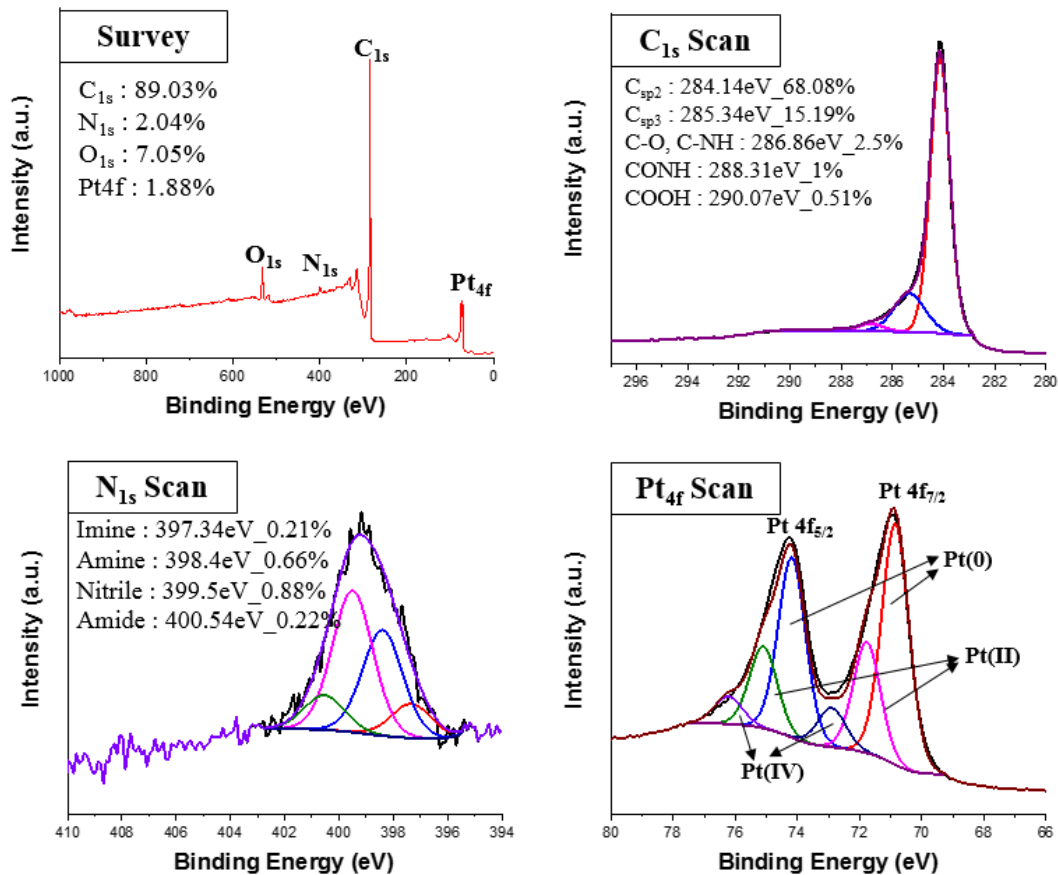 Survey
C1s : 89.03%
N1s : 2.04%
O1s : 7.05%
Pt4f : 1.88%
C1s
O1s
N1s
Pt4f
Intensity (a.u.)
1000 800 600 400 200 0
Binding Energy (eV)
C1s Scan
Csp2 : 284.14eV_68.08%
Csp3 : 285.34eV_15.19%
C-O, C-NH : 286.86eV_2.5%
CONH : 288.31eV_1%
COOH : 290.07eV_0.51%
Intensity (a.u.)
296 294 292 290 288 286 284 282 280
Binding Energy (eV)
N1s Scan
Imine : 397.34eV_0.21%
Amine : 398.4eV_0.66%
Nitrile : 399.5eV_0.88%
Amide : 400.54eV_0.22%
Intensity (a.u.)
410 408 406 404 402 400 398 396 394
Binding Energy (eV)
Pt4f Scan
Pt 4f7/2
Pt 4f5/2
Pt(0)
Pt(II)
Pt(IV)
Intensity (a.u.)
80 78 76 74 72 70 68 66
Binding Energy (eV)